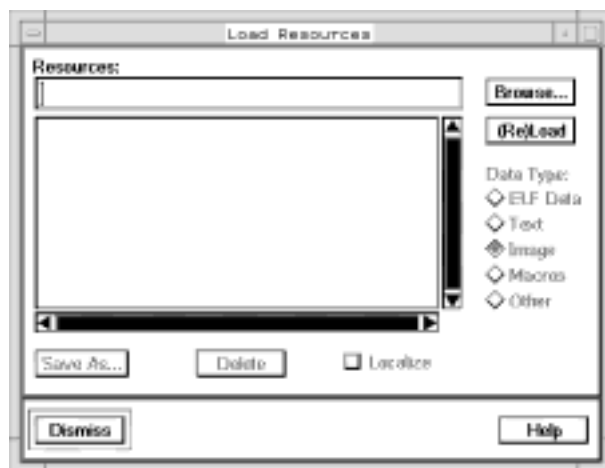 Load Resources
Resources:
Browse...
(Re)Load
Data Type:
ELF Data
Text
Image
Macros
Other
Save As...
Delete
Localize
Dismiss
Help